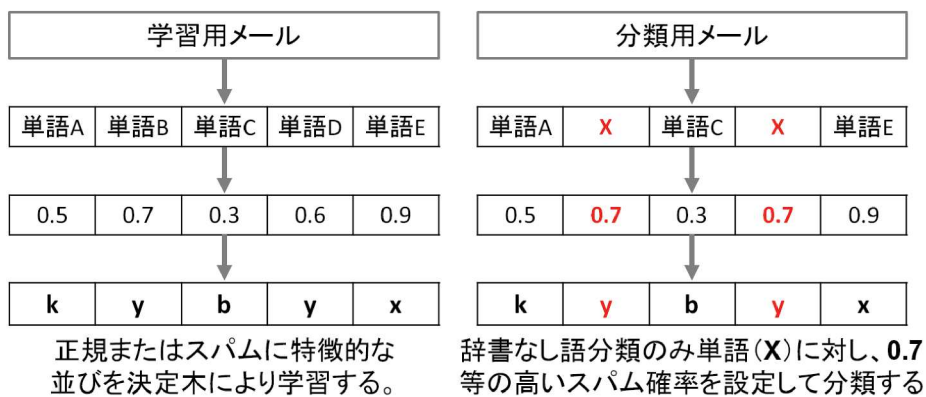 学習用メール
単語A 単語B 単語C 単語D 単語E
0.5 0.7 0.3 0.6 0.9
k y b y x
正規またはスパムに特徴的な
並びを決定木により学習する。
分類用メール
単語A X 単語C X 単語E
0.5 0.7 0.3 0.7 0.9
k y b y x
辞書なし語分類のみ単語(X)に対し、0.7
等の高いスパム確率を設定して分類する